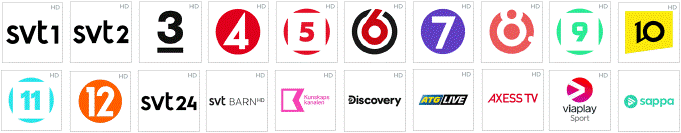 HD HD HD HD HD HD HD HD HD HD
svt1 svt2 3 4 5 6 7 8 9 10
HD HD HD HD HD HD HD HD
11 12 svt24 svt BARN HD Kunskaps kanalen Discovery ATG LIVE AXESS TV viaplay Sport sappa